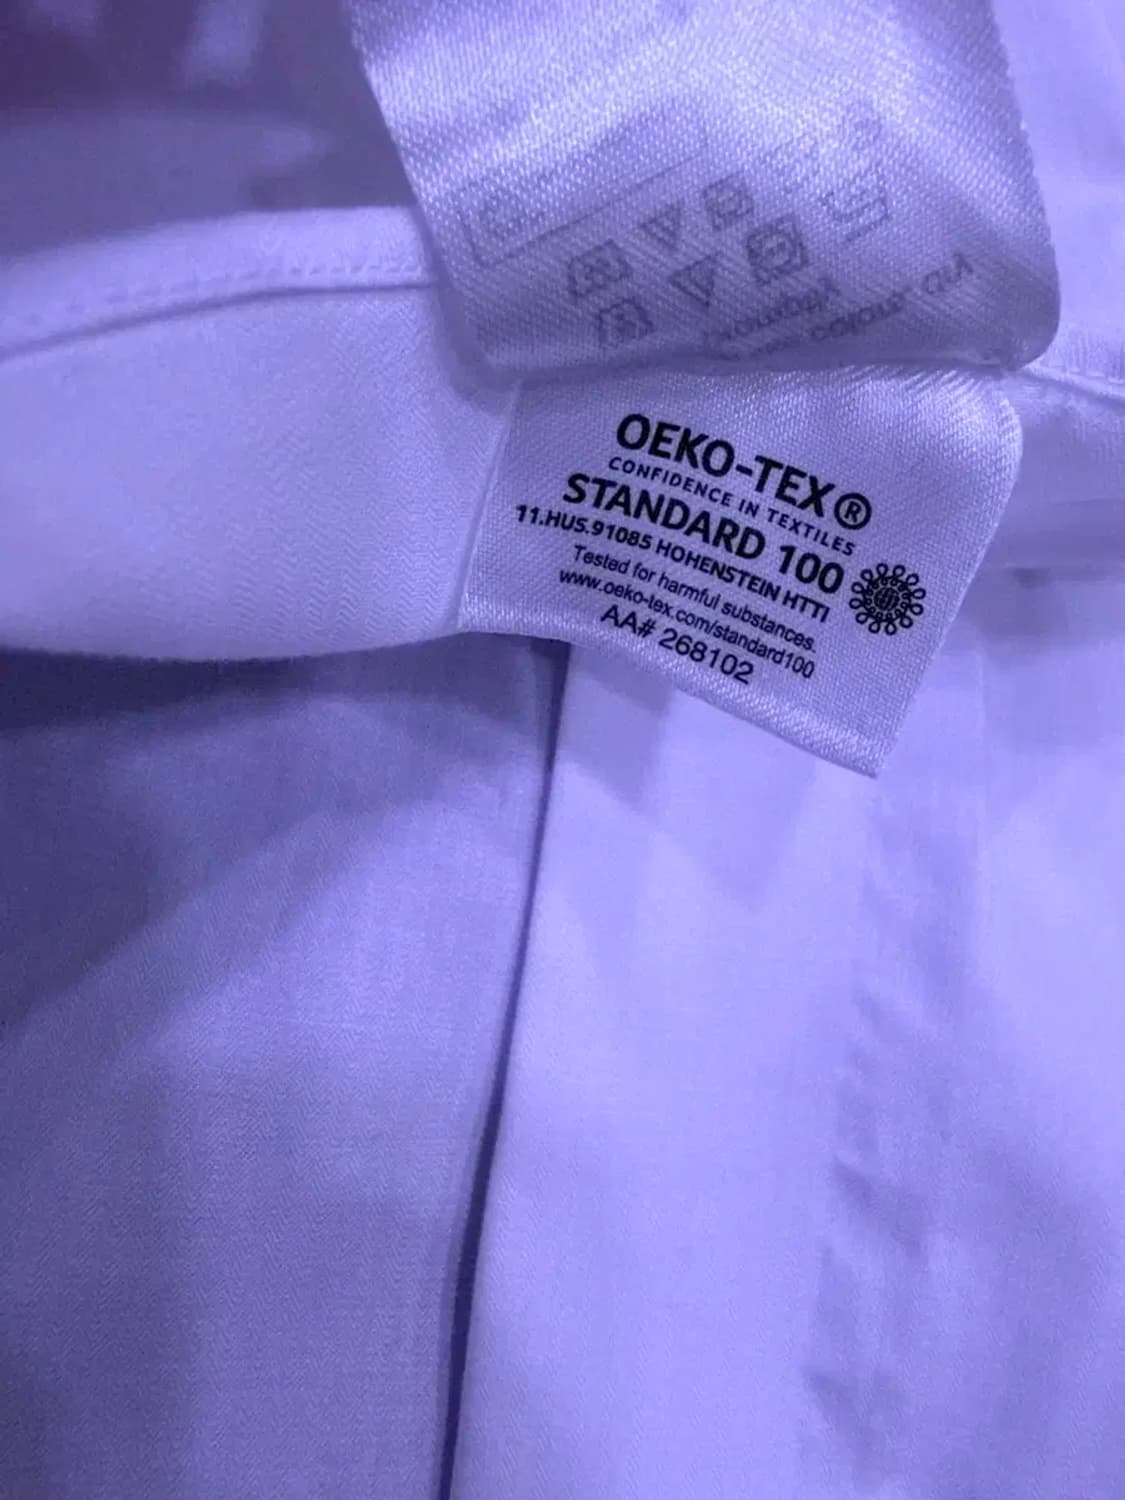 OEKO-TEX®
CONFIDENCE IN TEXTILES
STANDARD 100
11.HUS.91085 HOHENSTEIN HTTI
Tested for harmful substances.
www.oeko-tex.com/standard100
AA# 268102